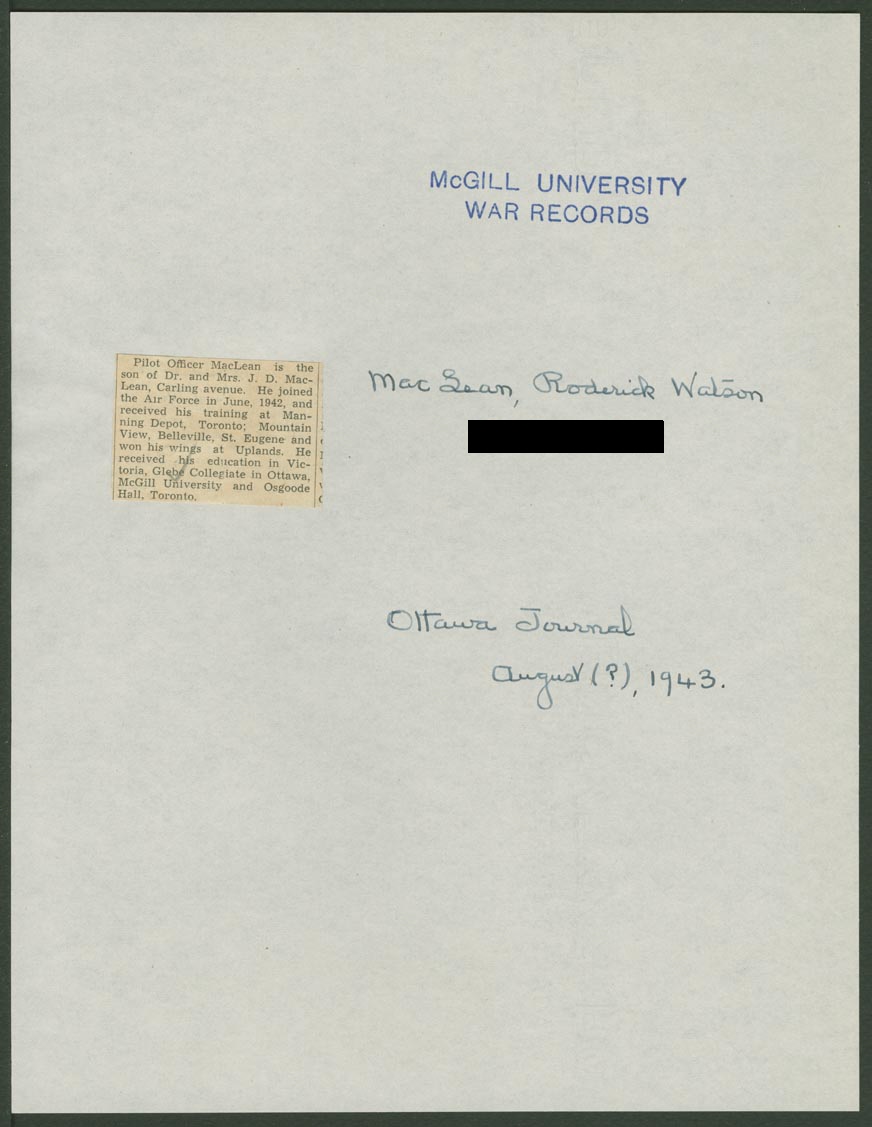 McGILL UNIVERSITY
WAR RECORDS
Pilot Officer MacLean is the
son of Dr. and Mrs. J. D. Mac-
Lean, Carling avenue. He joined
the Air Force in June, 1942, and
received his training at Man-
ning Depot, Toronto; Mountain
View, Belleville, St. Eugene and
won his wings at Uplands. He
received his education in Vic-
toria, Glebe Collegiate in Ottawa,
McGill University and Osgoode
Hall, Toronto.
MacLean, Roderick Watson
Ottawa Journal
August (?), 1943.